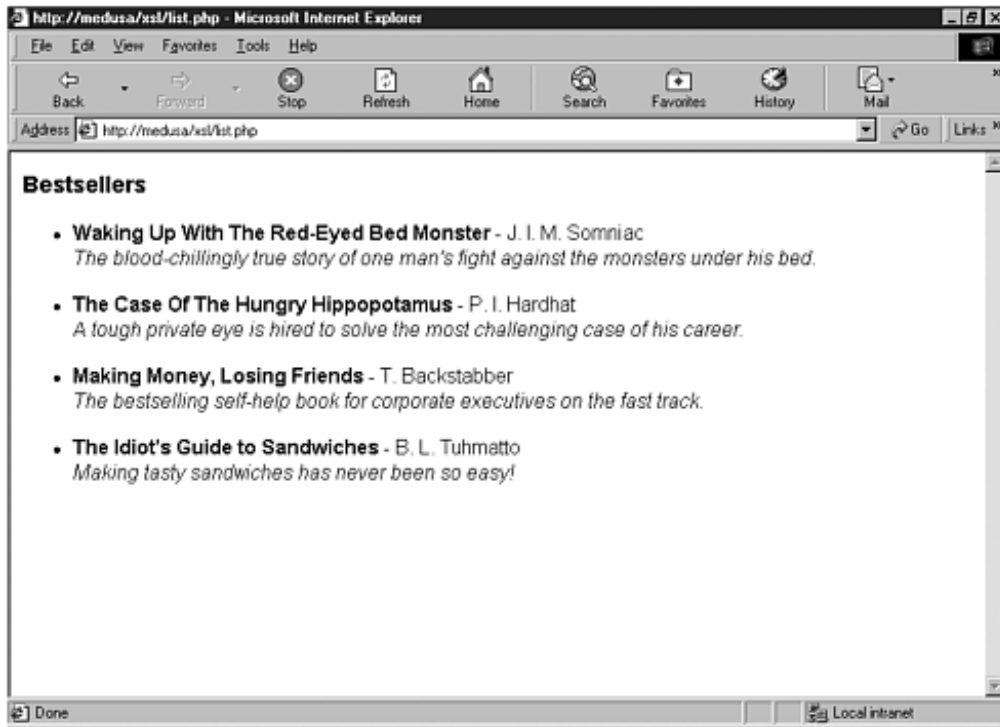 http://medusa/xsl/list.php - Microsoft Internet Explorer
File Edit View Favorites Tools Help
Back Forward Stop Refresh Home Search Favorites History Mail
Address http://medusa/xsl/list.php Go Links
Bestsellers
• Waking Up With The Red-Eyed Bed Monster - J. I. M. Somniac
The blood-chillingly true story of one man's fight against the monsters under his bed.
• The Case Of The Hungry Hippopotamus - P. I. Hardhat
A tough private eye is hired to solve the most challenging case of his career.
• Making Money, Losing Friends - T. Backstabber
The bestselling self-help book for corporate executives on the fast track.
• The Idiot's Guide to Sandwiches - B. L. Tuhmatto
Making tasty sandwiches has never been so easy!
Done Local intranet